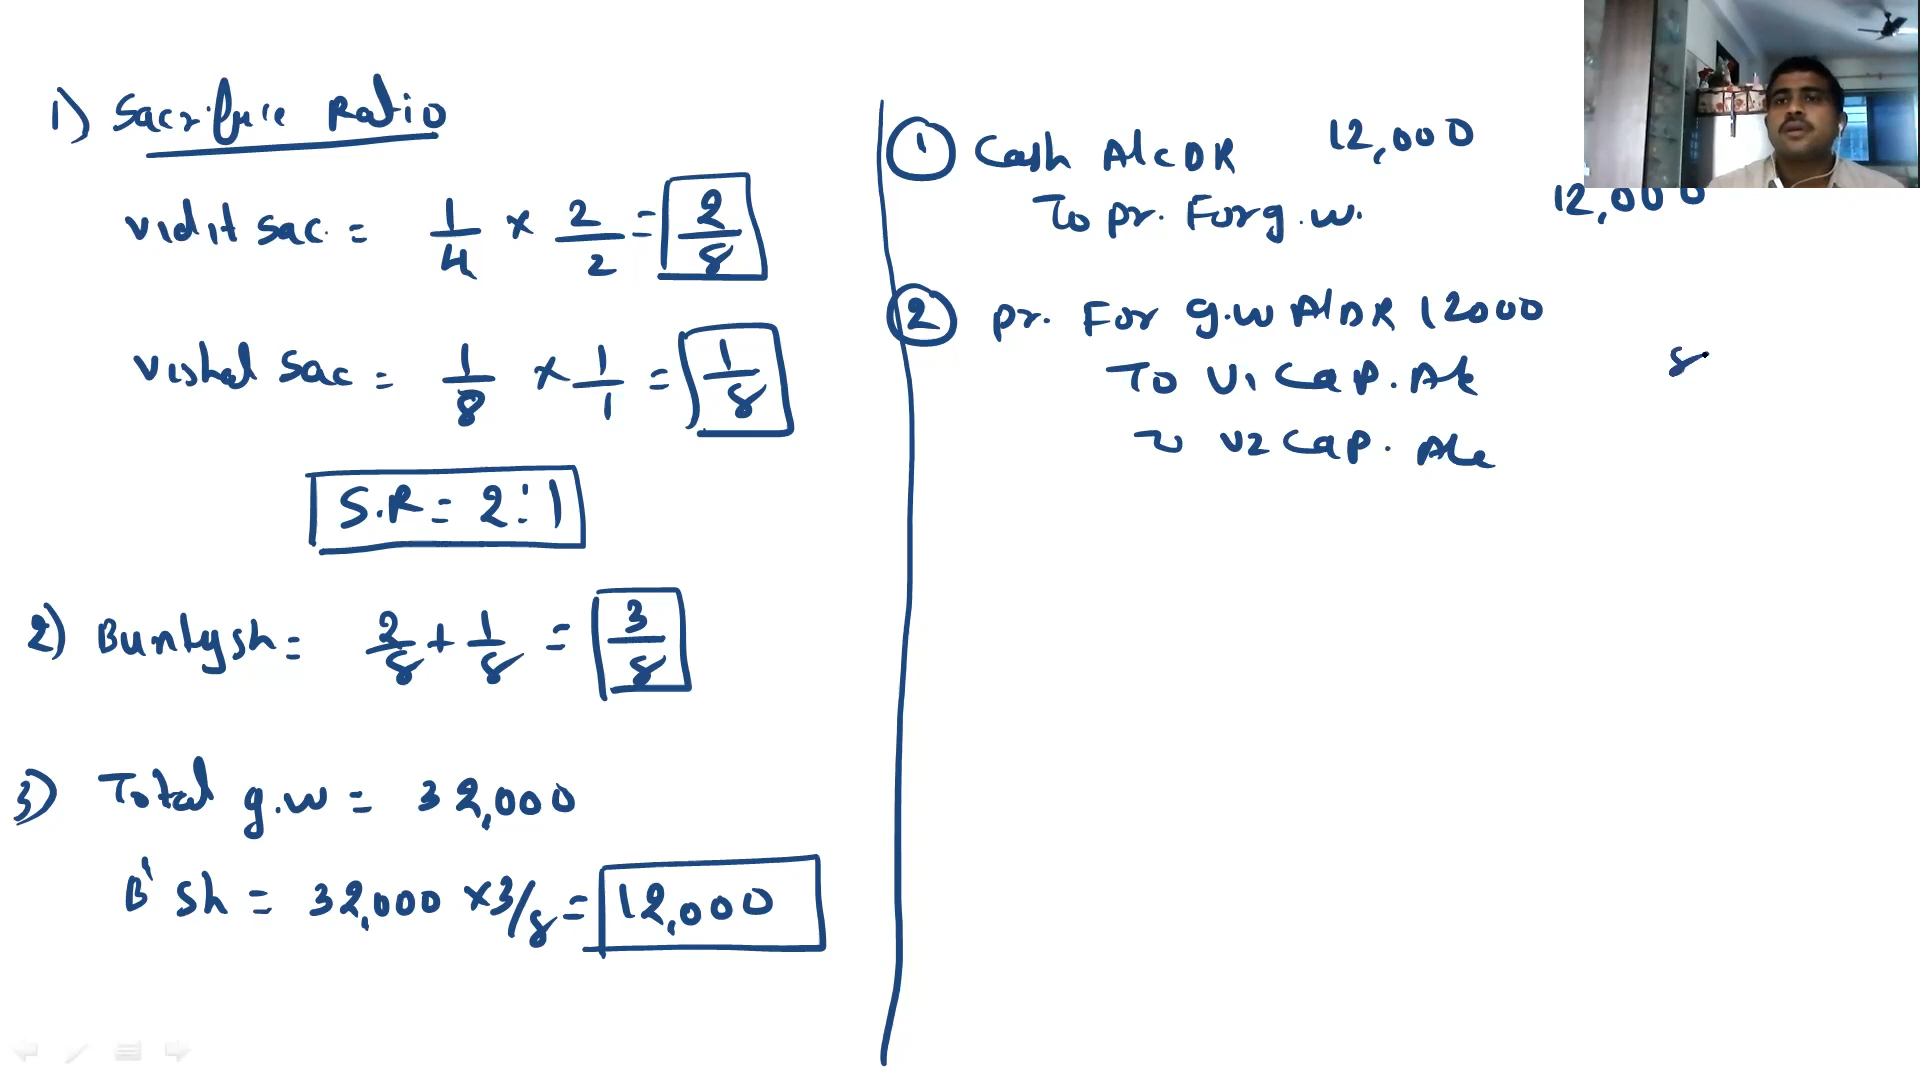 1) Sacrifice Ratio
Vidit Sac. = 1/4 × 2/2 = 2/8
Vishal Sac = 1/8 × 1/1 = 1/8
S.R = 2:1
2) Bunty sh = 2/8 + 1/8 = 3/8
3) Total g.w = 32,000
B' Sh = 32,000 ×3/8 = 12,000
1 Cash A/c DR 12,000
To pr. For g.w. 12,000
2 pr. For g.w A/DR 12000
To V1 Cap. A/c 8
~ V2 Cap. A/c